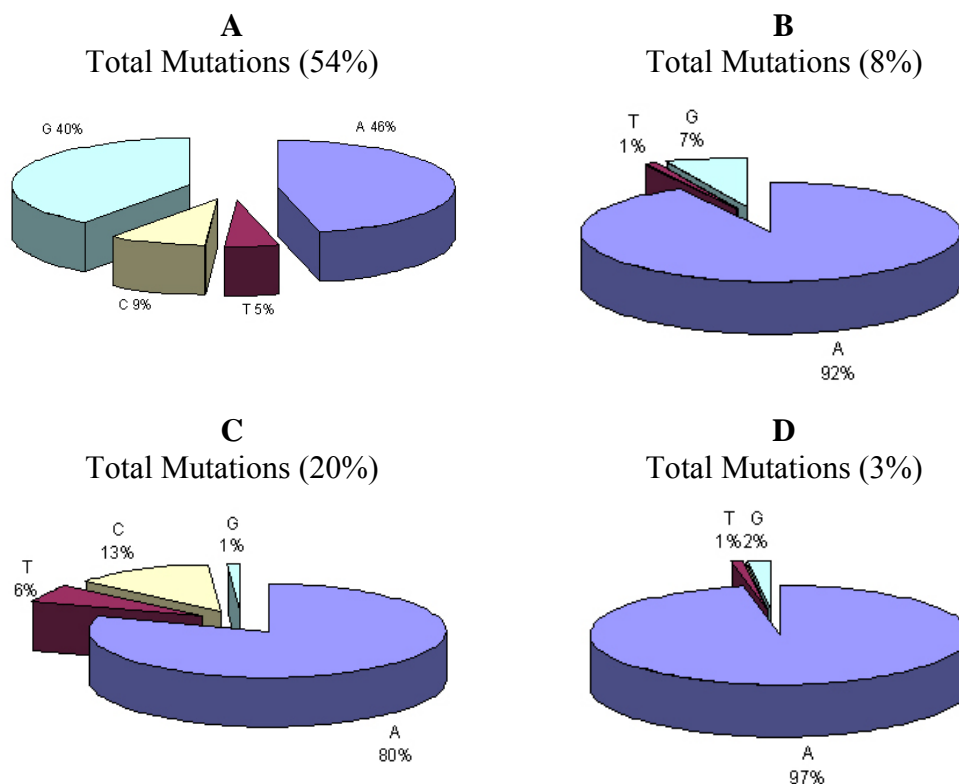 A
Total Mutations (54%)
G 40%
A 46%
C 9%
T 5%
B
Total Mutations (8%)
T
1%
G
7%
A
92%
C
Total Mutations (20%)
T
6%
C
13%
G
1%
A
80%
D
Total Mutations (3%)
T G
1% 2%
A
97%